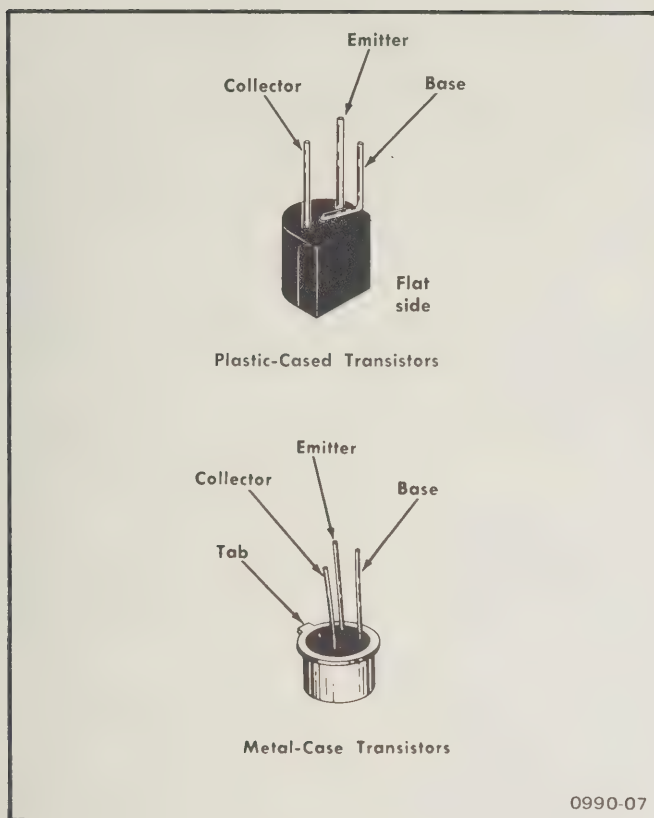 Emitter
Collector
Base
Flat
side
Plastic-Cased Transistors
Emitter
Collector
Base
Tab
Metal-Case Transistors
0990-07